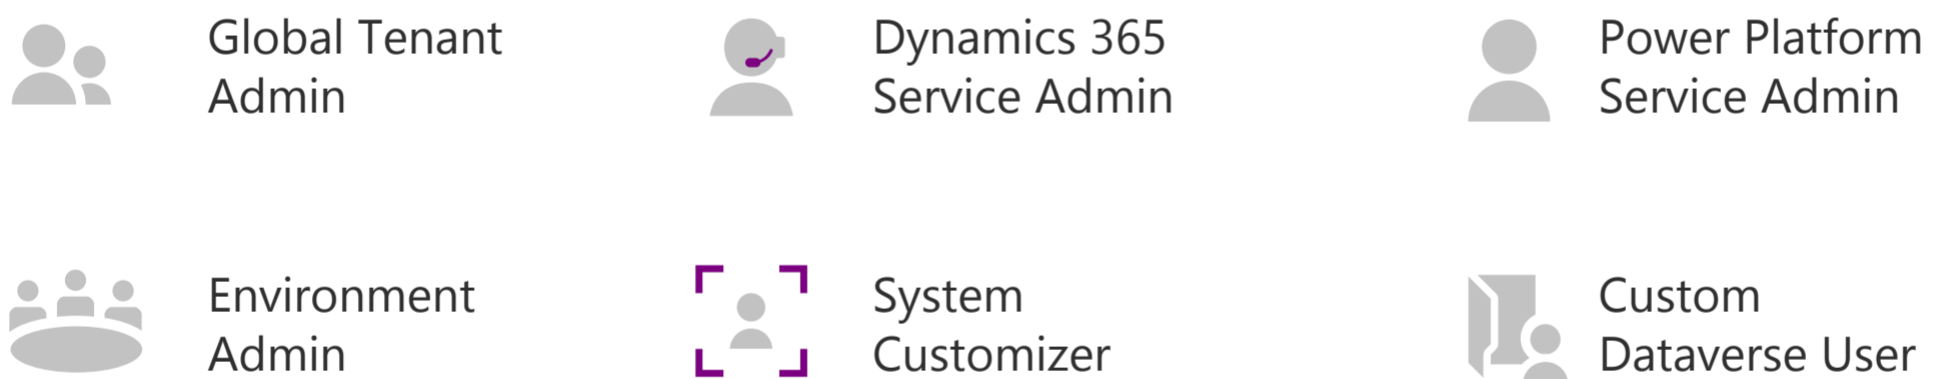 Global Tenant
Admin
Dynamics 365
Service Admin
Power Platform
Service Admin
Environment
Admin
System
Customizer
Custom
Dataverse User